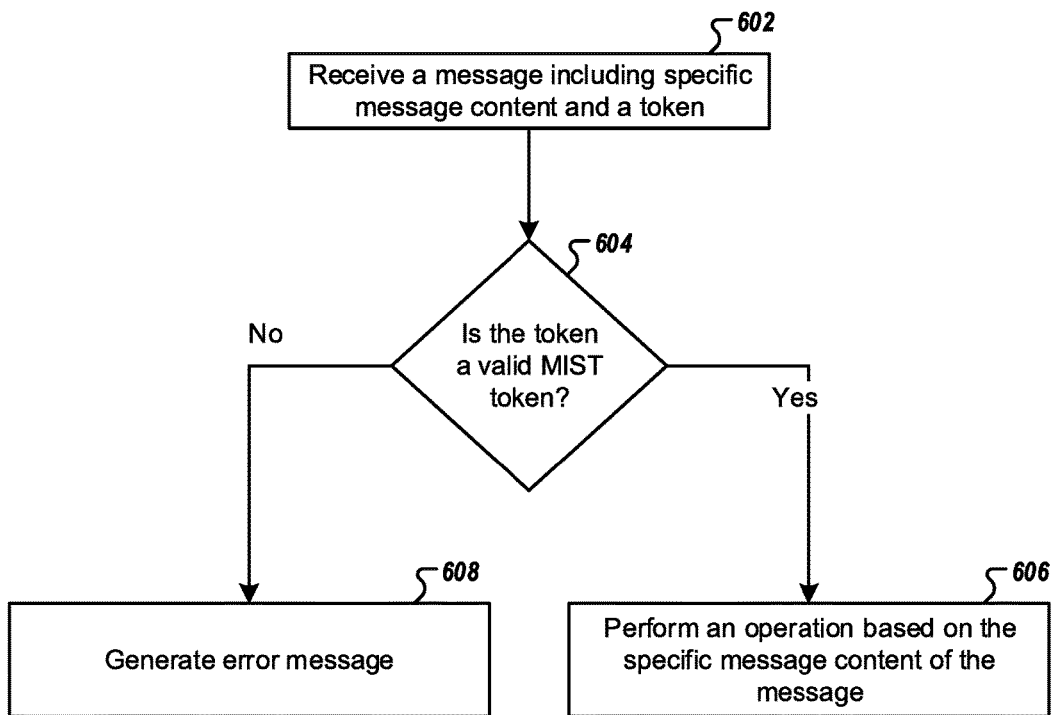 602
Receive a message including specific
message content and a token
604
Is the token
a valid MIST
token?
No
Yes
608
Generate error message
606
Perform an operation based on the
specific message content of the
message